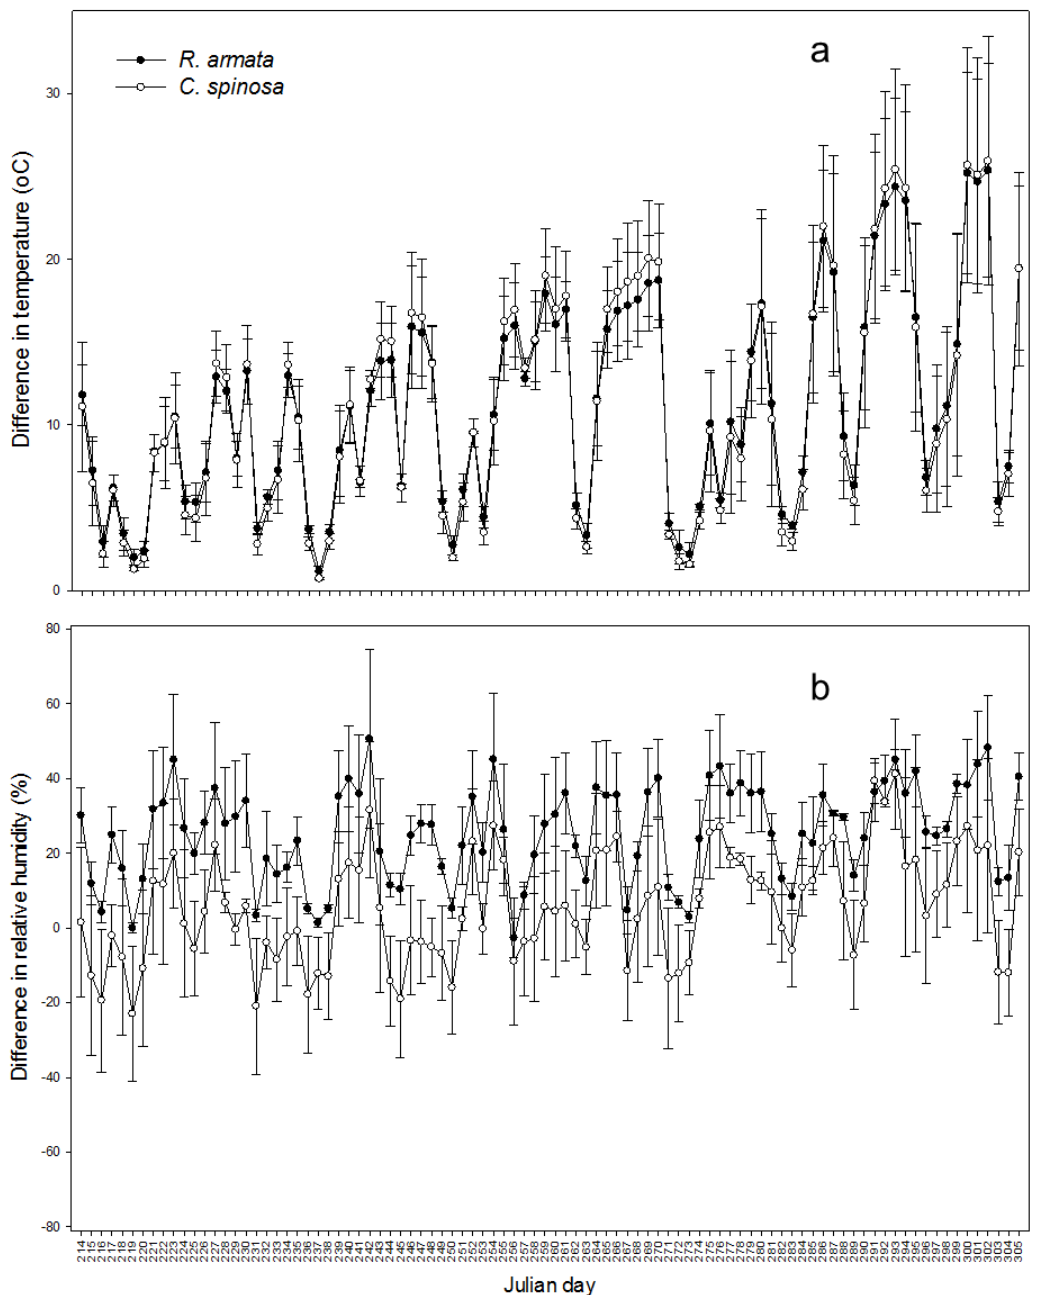 a
R. armata
C. spinosa
Difference in temperature (oC)
30
20
10
0
b
Difference in relative humidity (%)
80
60
40
20
0
-20
-40
-60
-80
214 215 216 217 218 219 220 221 222 223 224 225 226 227 228 229 230 231 232 233 234 235 236 237 238 239 240 241 242 243 244 245 246 247 248 249 250 251 252 253 254 255 256 257 258 259 260 261 262 263 264 265 266 267 268 269 270 271 272 273 274 275 276 277 278 279 280 281 282 283 284 285 286 287 288 289 290 291 292 293 294 295 296 297 298 299 300 301 302 303 304 305
Julian day